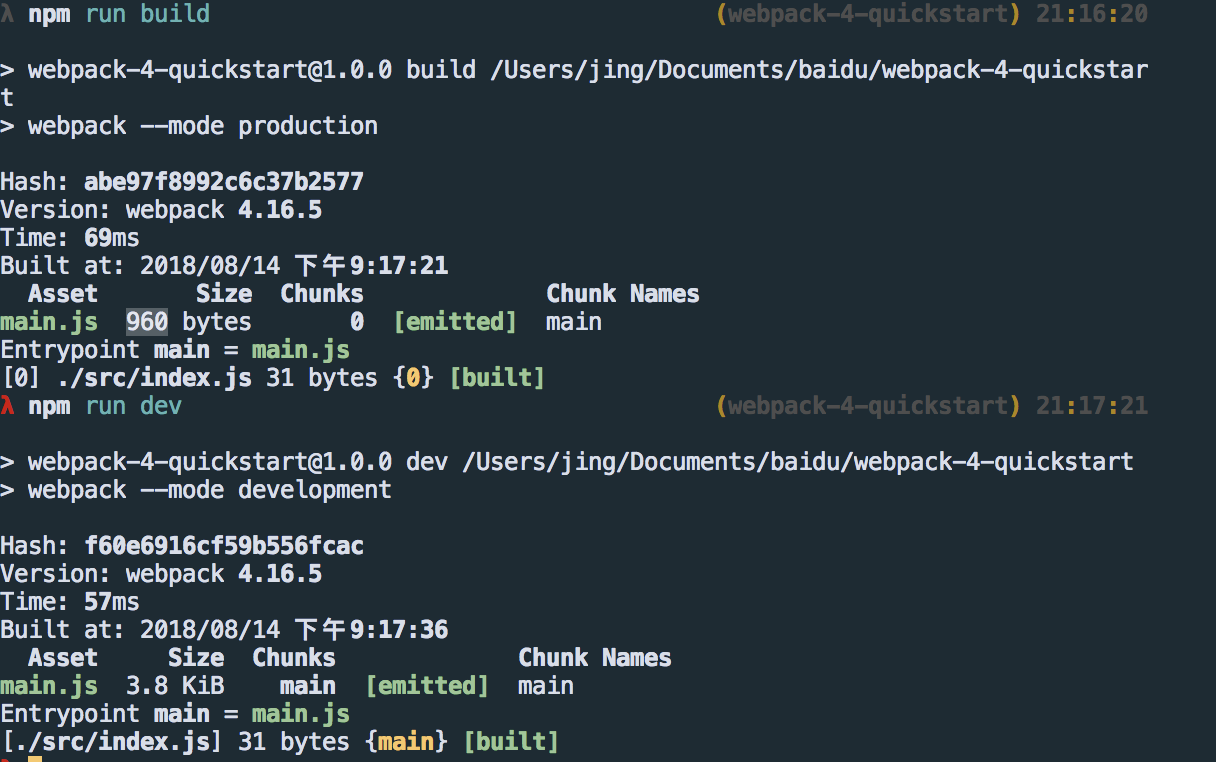 λ npm run build (webpack-4-quickstart) 21:16:20
> webpack-4-quickstart@1.0.0 build /Users/jing/Documents/baidu/webpack-4-quickstar
t
> webpack --mode production
Hash: abe97f8992c6c37b2577
Version: webpack 4.16.5
Time: 69ms
Built at: 2018/08/14 下午9:17:21
Asset Size Chunks Chunk Names
main.js 960 bytes 0 [emitted] main
Entrypoint main = main.js
[0] ./src/index.js 31 bytes {0} [built]
λ npm run dev (webpack-4-quickstart) 21:17:21
> webpack-4-quickstart@1.0.0 dev /Users/jing/Documents/baidu/webpack-4-quickstart
> webpack --mode development
Hash: f60e6916cf59b556fcac
Version: webpack 4.16.5
Time: 57ms
Built at: 2018/08/14 下午9:17:36
Asset Size Chunks Chunk Names
main.js 3.8 KiB main [emitted] main
Entrypoint main = main.js
[./src/index.js] 31 bytes {main} [built]